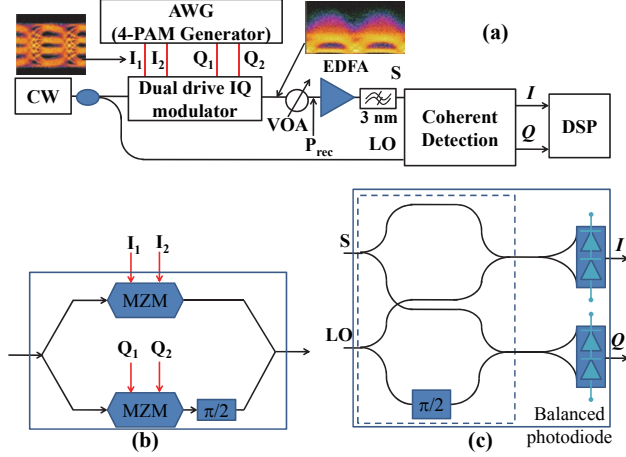 AWG
(4-PAM Generator)
(a)
I1 I2 Q1 Q2
EDFA
CW
Dual drive IQ
modulator
VOA
Prec
S
3 nm
LO
Coherent
Detection
I
Q
DSP
I1 I2
MZM
Q1 Q2
MZM
π/2
(b)
S
LO
π/2
I
Q
Balanced
photodiode
(c)